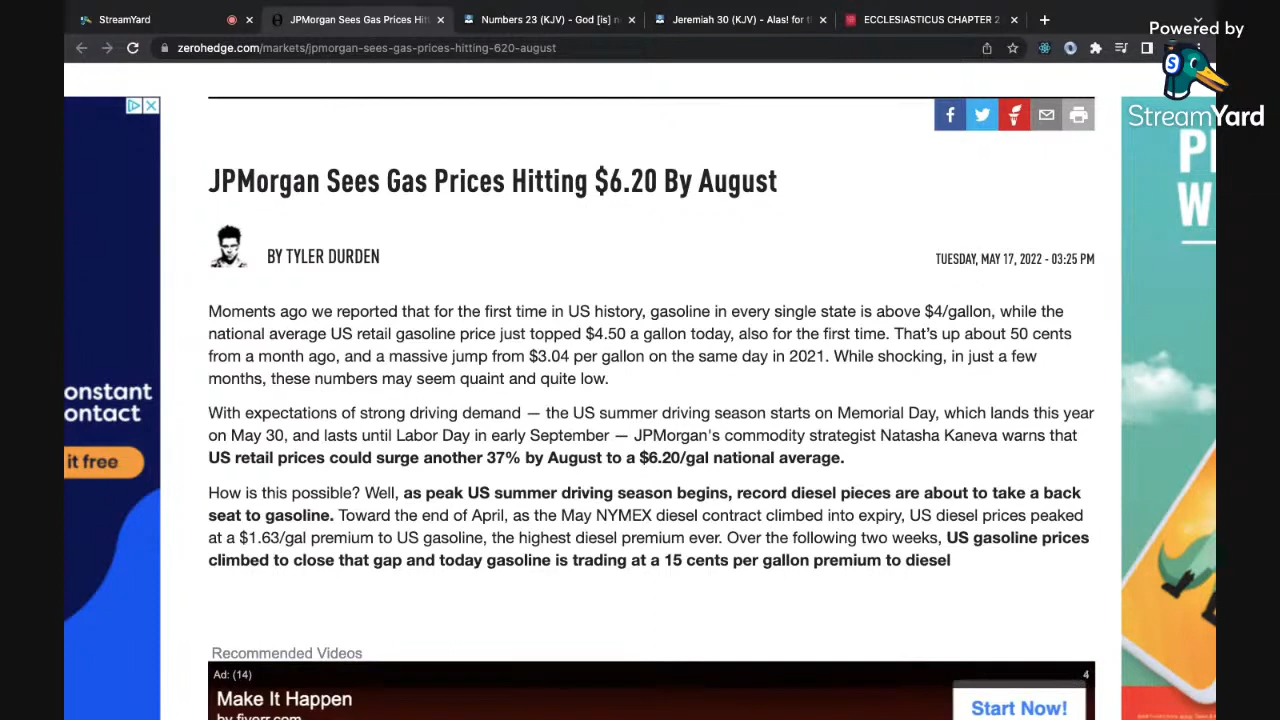 StreamYard
JPMorgan Sees Gas Prices Hitt
Numbers 23 (KJV) - God [is] n
Jeremiah 30 (KJV) - Alas! for t
ECCLESIASTICUS CHAPTER 2
Powered by
StreamYard
zerohedge.com/markets/jpmorgan-sees-gas-prices-hitting-620-august
JPMorgan Sees Gas Prices Hitting $6.20 By August
BY TYLER DURDEN
TUESDAY, MAY 17, 2022 - 03:25 PM
Moments ago we reported that for the first time in US history, gasoline in every single state is above $4/gallon, while the
national average US retail gasoline price just topped $4.50 a gallon today, also for the first time. That's up about 50 cents
from a month ago, and a massive jump from $3.04 per gallon on the same day in 2021. While shocking, in just a few
months, these numbers may seem quaint and quite low.
With expectations of strong driving demand — the US summer driving season starts on Memorial Day, which lands this year
on May 30, and lasts until Labor Day in early September — JPMorgan's commodity strategist Natasha Kaneva warns that
US retail prices could surge another 37% by August to a $6.20/gal national average.
How is this possible? Well, as peak US summer driving season begins, record diesel pieces are about to take a back
seat to gasoline. Toward the end of April, as the May NYMEX diesel contract climbed into expiry, US diesel prices peaked
at a $1.63/gal premium to US gasoline, the highest diesel premium ever. Over the following two weeks, US gasoline prices
climbed to close that gap and today gasoline is trading at a 15 cents per gallon premium to diesel
onstant
ontact
it free
Recommended Videos
Ad: (14)
4
Make It Happen
by fiverr.com
Start Now!